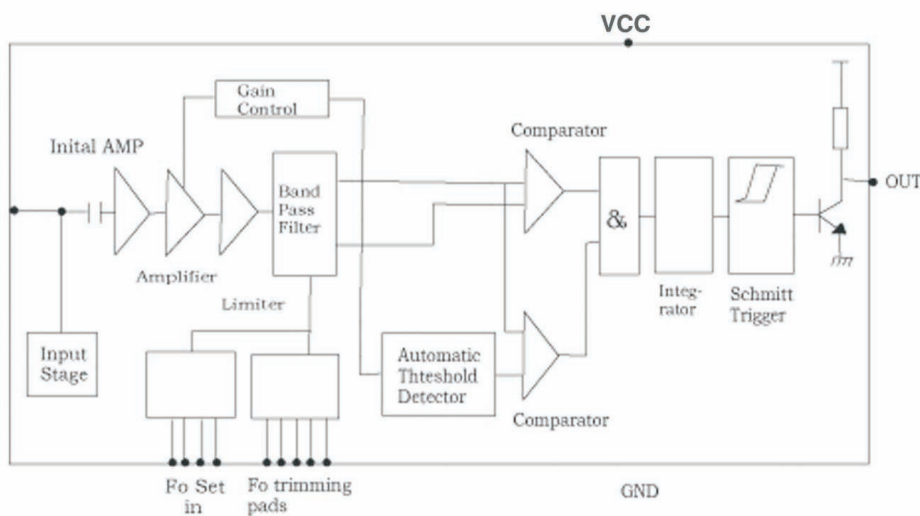 VCC
Gain
Control
Inital AMP
Comparator
Band
Pass
Filter
OUT
&
Amplifier
Limiter
Integ-
rator
Schmitt
Trigger
Input
Stage
Automatic
Thteshold
Detector
Comparator
Fo Set
in
Fo trimming
pads
GND